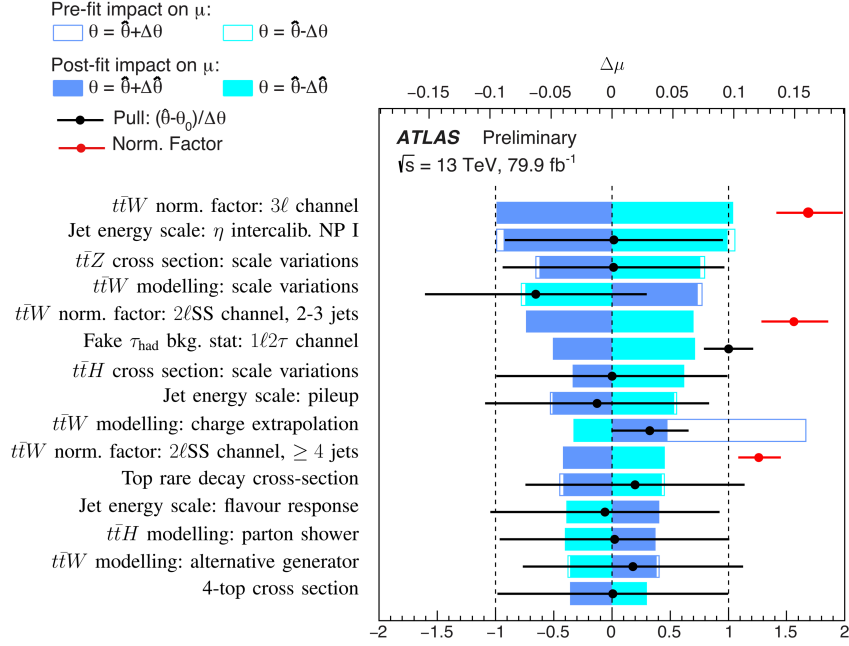 Pre-fit impact on μ:
θ = θ̂+Δθ θ = θ̂-Δθ
Post-fit impact on μ:
θ = θ̂+Δθ̂ θ = θ̂-Δθ̂
Pull: (θ̂-θ₀)/Δθ
Norm. Factor
Δμ
−0.15 −0.1 −0.05 0 0.05 0.1 0.15
ATLAS Preliminary
√s = 13 TeV, 79.9 fb⁻¹
tt̄W norm. factor: 3ℓ channel
Jet energy scale: η intercalib. NP I
tt̄Z cross section: scale variations
tt̄W modelling: scale variations
tt̄W norm. factor: 2ℓSS channel, 2-3 jets
Fake τhad bkg. stat: 1ℓ2τ channel
tt̄H cross section: scale variations
Jet energy scale: pileup
tt̄W modelling: charge extrapolation
tt̄W norm. factor: 2ℓSS channel, ≥ 4 jets
Top rare decay cross-section
Jet energy scale: flavour response
tt̄H modelling: parton shower
tt̄W modelling: alternative generator
4-top cross section
−2 −1.5 −1 −0.5 0 0.5 1 1.5 2